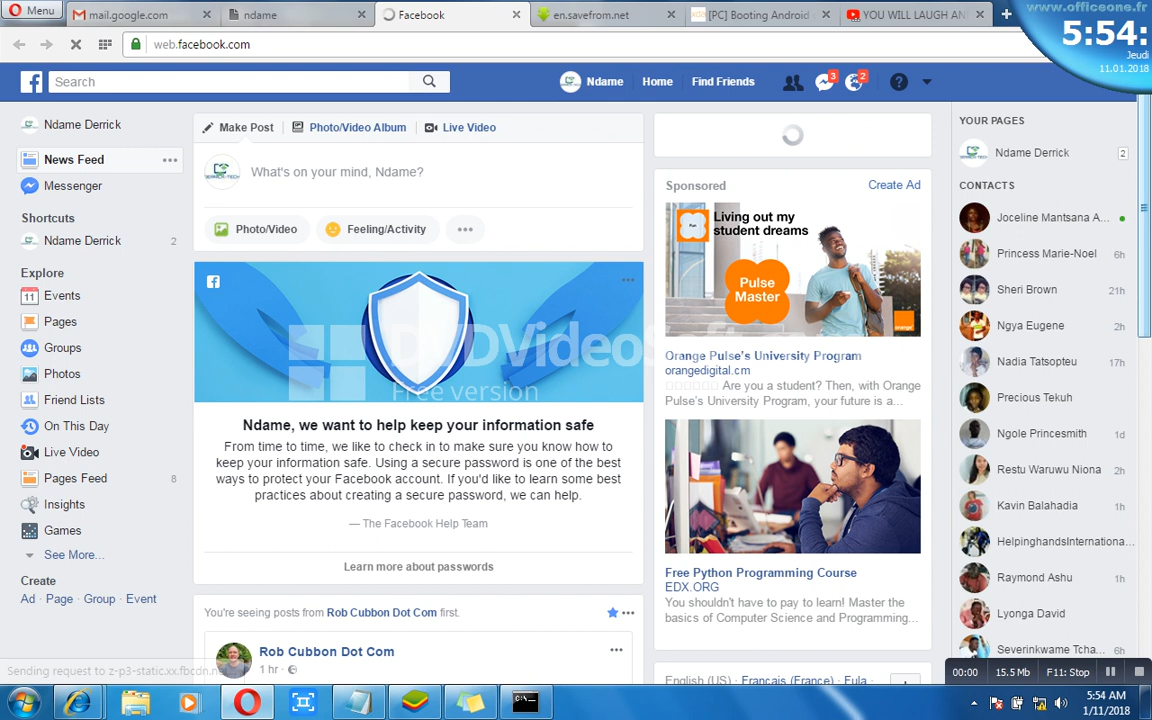 Menu
mail.google.com
ndame
Facebook
en.savefrom.net
[PC] Booting Android
YOU WILL LAUGH AN
www.officeone.fr
5:54:
Jeudi
11.01.2018
web.facebook.com
Search
Ndame
Home
Find Friends
3
2
?
Ndame Derrick
News Feed
Messenger
Shortcuts
Ndame Derrick 2
Explore
11 Events
Pages
Groups
Photos
Friend Lists
On This Day
Live Video
Pages Feed 8
Insights
Games
See More...
Create
Ad · Page · Group · Event
Make Post
Photo/Video Album
Live Video
What's on your mind, Ndame?
Photo/Video
Feeling/Activity
DVDVideoSoft
Free version
Ndame, we want to help keep your information safe
From time to time, we like to check in to make sure you know how to
keep your information safe. Using a secure password is one of the best
ways to protect your Facebook account. If you'd like to learn some best
practices about creating a secure password, we can help.
— The Facebook Help Team
Learn more about passwords
You're seeing posts from Rob Cubbon Dot Com first.
Rob Cubbon Dot Com
1 hr ·
Sponsored
Create Ad
Living out my
student dreams
Pulse
Master
orange
Orange Pulse's University Program
orangedigital.cm
Are you a student? Then, with Orange
Pulse's University Program, your future is a...
Free Python Programming Course
EDX.ORG
You shouldn't have to pay to learn! Master the
basics of Computer Science and Programming...
English (US) · Français (France) · Fula ·
YOUR PAGES
Ndame Derrick 2
CONTACTS
Joceline Mantsana A...
Princess Marie-Noel 6h
Sheri Brown 21h
Ngya Eugene 2h
Nadia Tatsopteu 17h
Precious Tekuh
Ngole Princesmith 1d
Restu Waruwu Niona 2h
Kavin Balahadia 1h
HelpinghandsInternationa...
Raymond Ashu 1h
Lyonga David
Severinkamw Tche... 6h
Sending request to z-p3-static.xx.fbcdn.net
00:00
15.5 Mb
F11: Stop
5:54 AM
1/11/2018